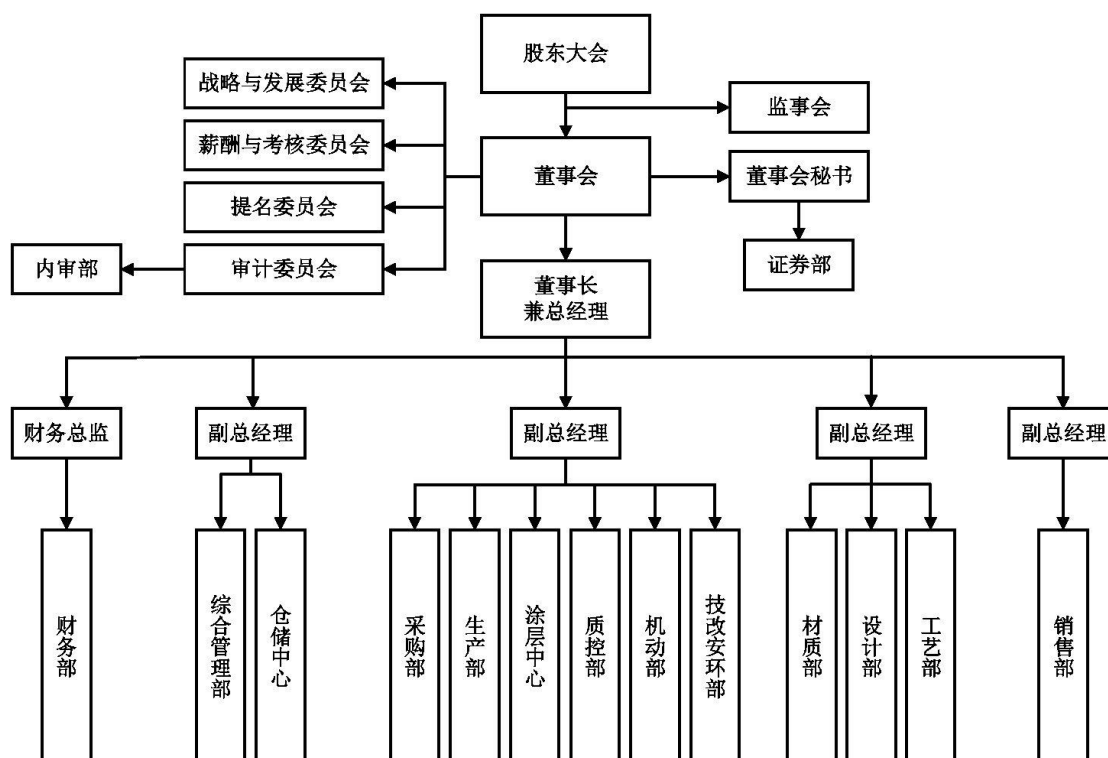 股东大会
战略与发展委员会
监事会
薪酬与考核委员会
董事会
董事会秘书
提名委员会
内审部
审计委员会
证券部
董事长
兼总经理
财务总监
副总经理
副总经理
副总经理
副总经理
财务部
综合管理部
仓储中心
采购部
生产部
涂层中心
质控部
机动部
技改安环部
材质部
设计部
工艺部
销售部